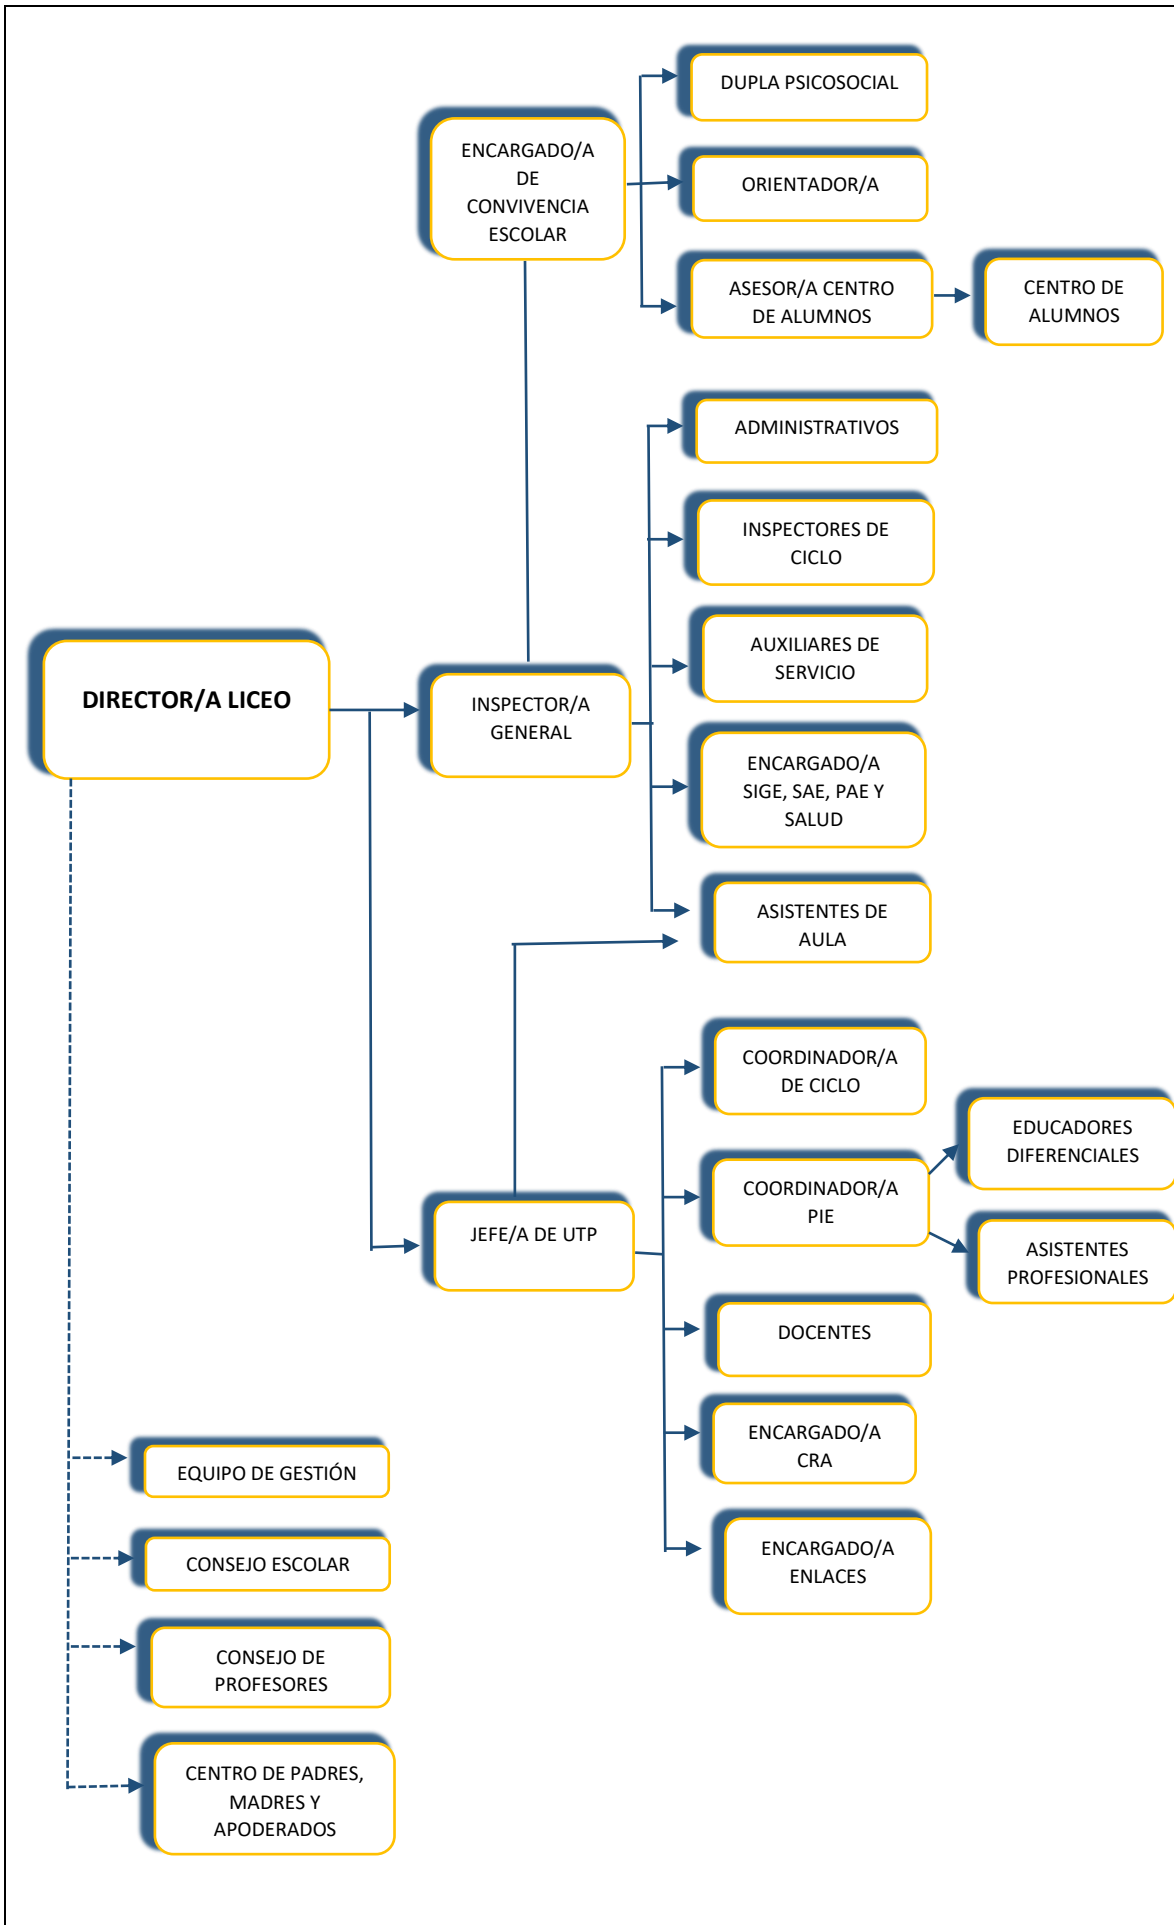 DUPLA PSICOSOCIAL
ENCARGADO/A
DE
CONVIVENCIA
ESCOLAR
ORIENTADOR/A
ASESOR/A CENTRO
DE ALUMNOS
CENTRO DE
ALUMNOS
ADMINISTRATIVOS
INSPECTORES DE
CICLO
AUXILIARES DE
SERVICIO
DIRECTOR/A LICEO
INSPECTOR/A
GENERAL
ENCARGADO/A
SIGE, SAE, PAE Y
SALUD
ASISTENTES DE
AULA
COORDINADOR/A
DE CICLO
EDUCADORES
DIFERENCIALES
COORDINADOR/A
PIE
JEFE/A DE UTP
ASISTENTES
PROFESIONALES
DOCENTES
ENCARGADO/A
CRA
EQUIPO DE GESTIÓN
ENCARGADO/A
ENLACES
CONSEJO ESCOLAR
CONSEJO DE
PROFESORES
CENTRO DE PADRES,
MADRES Y
APODERADOS